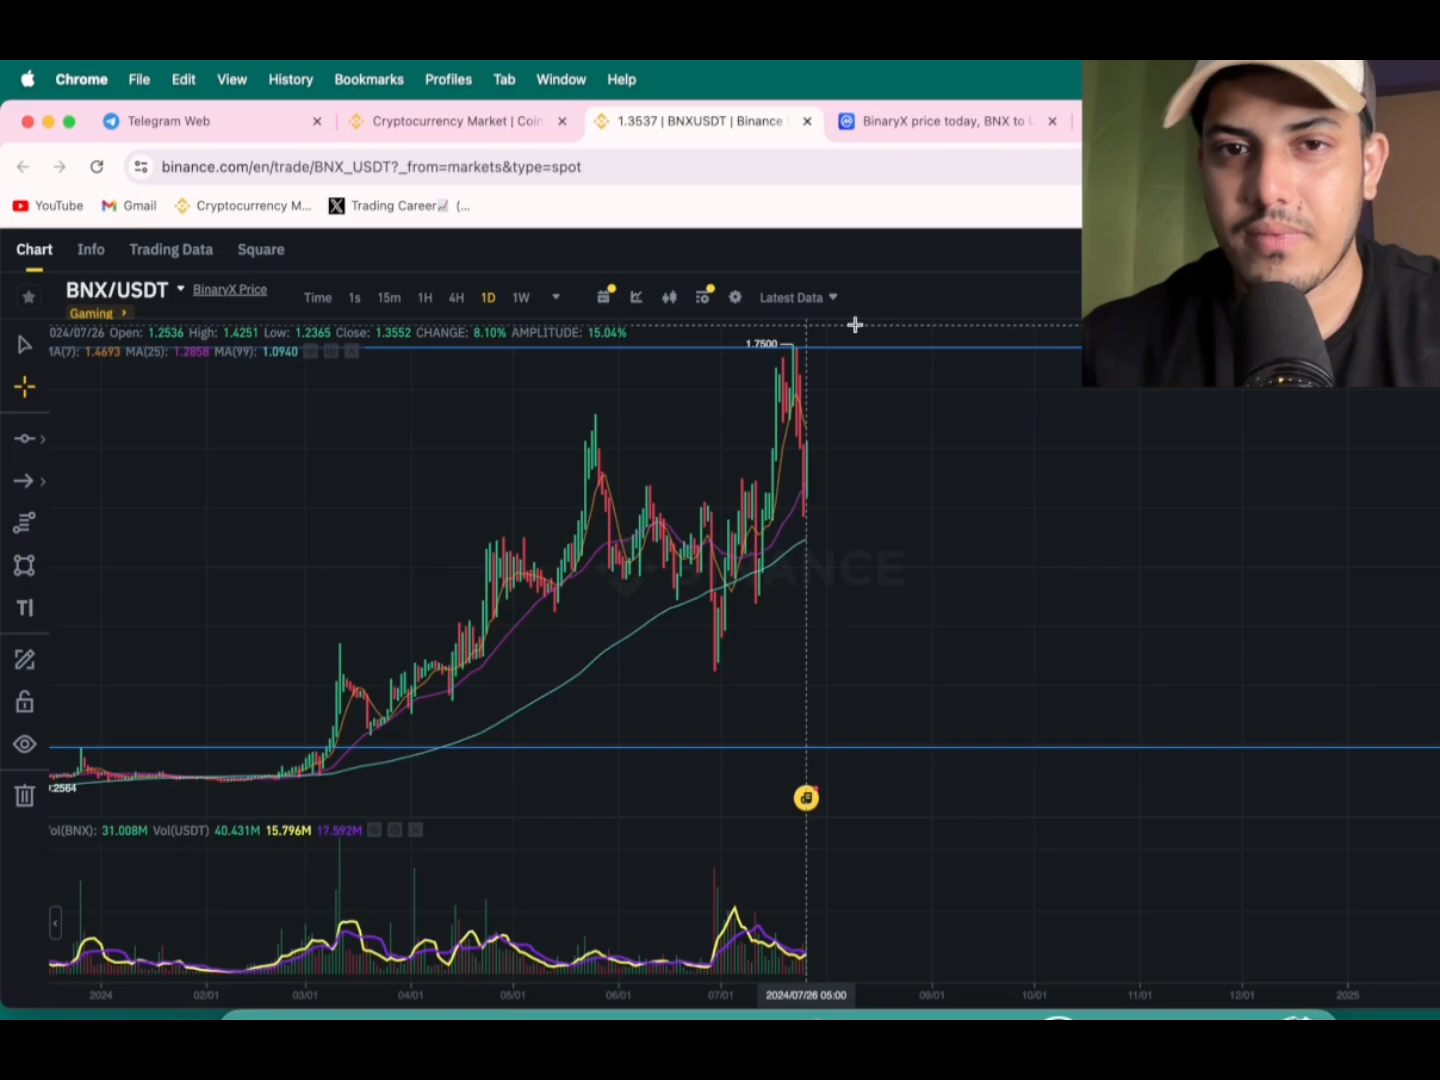 Chrome File Edit View History Bookmarks Profiles Tab Window Help
Telegram Web
Cryptocurrency Market | Coin
1.3537 | BNXUSDT | Binance
BinaryX price today, BNX to
binance.com/en/trade/BNX_USDT?_from=markets&type=spot
YouTube Gmail Cryptocurrency M... Trading Career (...
Chart Info Trading Data Square
BNX/USDT BinaryX Price
Gaming
Time 1s 15m 1H 4H 1D 1W Latest Data
024/07/26 Open: 1.2536 High: 1.4251 Low: 1.2365 Close: 1.3552 CHANGE: 8.10% AMPLITUDE: 15.04%
MA(7): 1.4693 MA(25): 1.2858 MA(99): 1.0940
1.7500
BINANCE
.2564
ol(BNX): 31.008M Vol(USDT) 40.431M 15.796M 17.592M
2024 02/01 03/01 04/01 05/01 06/01 07/01 2024/07/26 05:00 09/01 10/01 11/01 12/01 2025